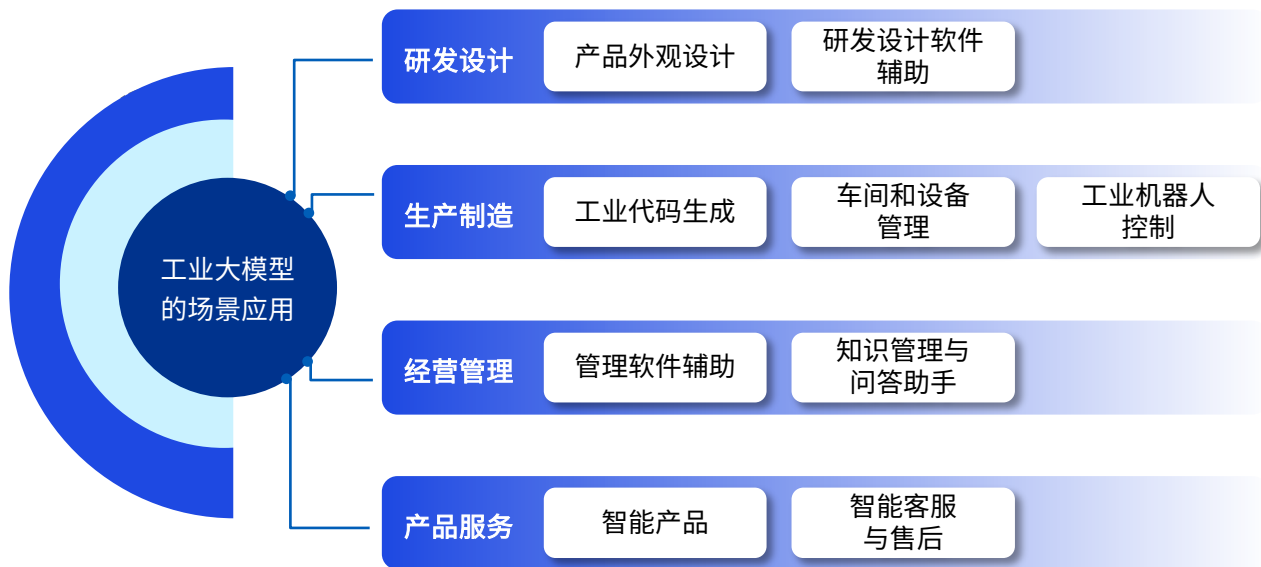 工业大模型
的场景应用
研发设计
产品外观设计
研发设计软件
辅助
生产制造
工业代码生成
车间和设备
管理
工业机器人
控制
经营管理
管理软件辅助
知识管理与
问答助手
产品服务
智能产品
智能客服
与售后